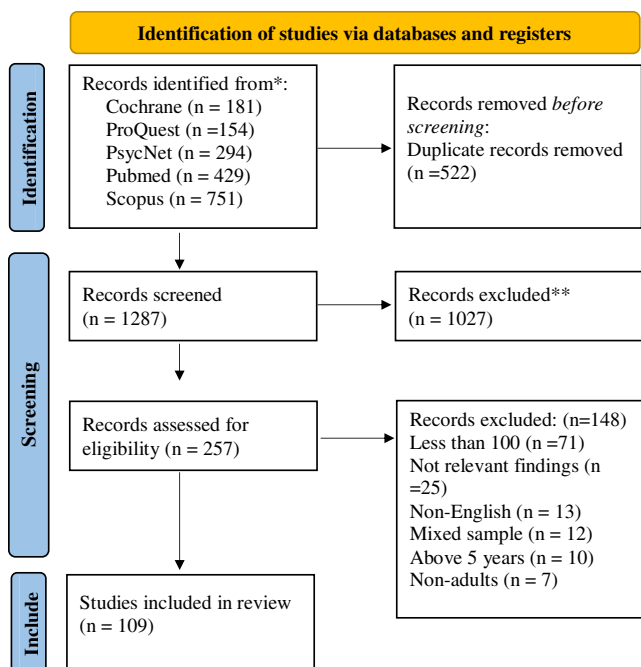 Identification of studies via databases and registers
Identification
Records identified from*:
Cochrane (n = 181)
ProQuest (n =154)
PsycNet (n = 294)
Pubmed (n = 429)
Scopus (n = 751)
Records removed before
screening:
Duplicate records removed
(n =522)
Screening
Records screened
(n = 1287)
Records excluded**
(n = 1027)
Records assessed for
eligibility (n = 257)
Records excluded: (n=148)
Less than 100 (n =71)
Not relevant findings (n
=25)
Non-English (n = 13)
Mixed sample (n = 12)
Above 5 years (n = 10)
Non-adults (n = 7)
Include
Studies included in review
(n = 109)